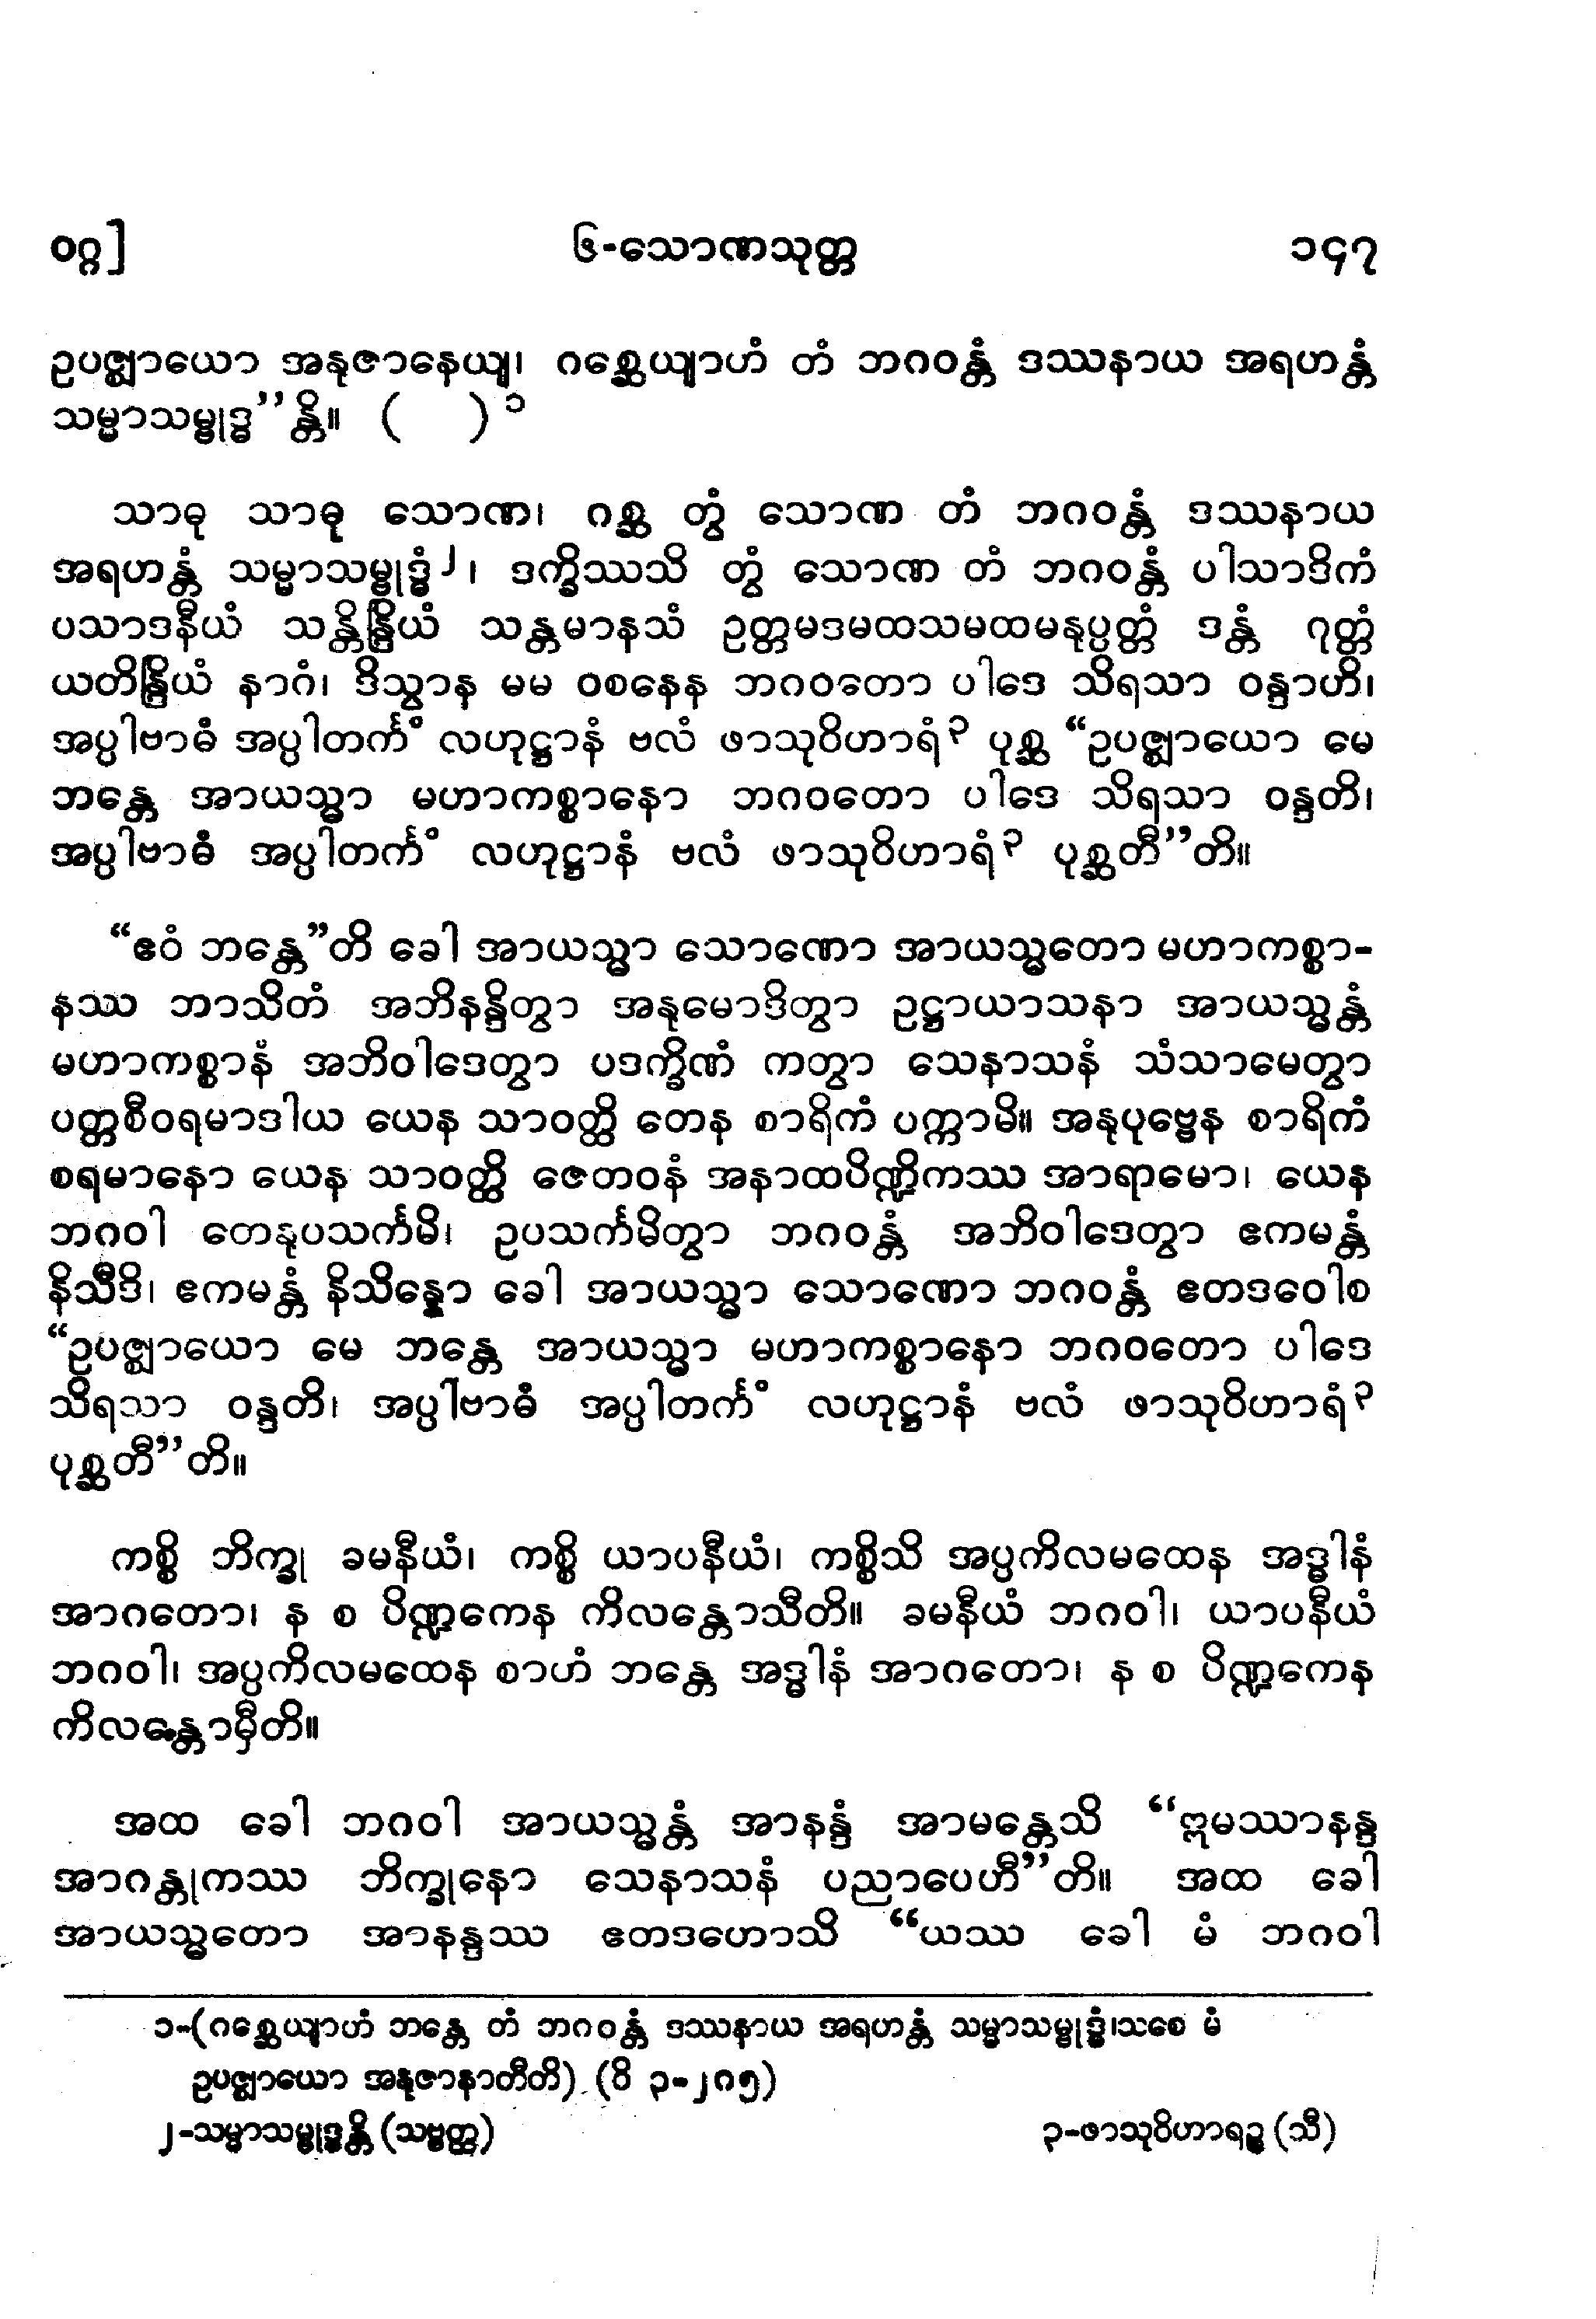 ဝဂ္ဂ]
၆-သောဏသုတ္တ
၁၄၇
ဥပဇ္ဈာယော အနုဇာနေယျ၊ ဂစ္ဆေယျာဟံ တံ ဘဂဝန္တံ ဒဿနာယ အရဟန္တံ
သမ္မာသမ္ဗုဒ္ဓ”န္တိ။ ( )၁
သာဓု သာဓု သောဏ၊ ဂစ္ဆ တွံ သောဏ တံ ဘဂဝန္တံ ဒဿနာယ
အရဟန္တံ သမ္မာသမ္ဗုဒ္ဓံ၂၊ ဒက္ခိဿသိ တွံ သောဏ တံ ဘဂဝန္တံ ပါသာဒိကံ
ပသာဒနီယံ သန္တိန္ဒြိယံ သန္တမာနသံ ဥတ္တမဒမထသမထမနုပ္ပတ္တံ ဒန္တံ ဂုတ္တံ
ယတိန္ဒြိယံ နာဂံ၊ ဒိသွာန မမ ဝစနေန ဘဂဝတော ပါဒေ သိရသာ ဝန္ဒာဟိ၊
အပ္ပါဗာဓံ အပ္ပါတင်္ကံ လဟုဋ္ဌာနံ ဗလံ ဖာသုဝိဟာရံ၃ ပုစ္ဆ “ဥပဇ္ဈာယော မေ
ဘန္တေ အာယသ္မာ မဟာကစ္စာနော ဘဂဝတော ပါဒေ သိရသာ ဝန္ဒတိ၊
အပ္ပါဗာဓံ အပ္ပါတင်္ကံ လဟုဋ္ဌာနံ ဗလံ ဖာသုဝိဟာရံ၃ ပုစ္ဆတီ”တိ။
“ဧဝံ ဘန္တေ”တိ ခေါ အာယသ္မာ သောဏော အာယသ္မတော မဟာကစ္စာ-
နဿ ဘာသိတံ အဘိနန္ဒိတွာ အနုမောဒိတွာ ဥဋ္ဌာယာသနာ အာယသ္မန္တံ
မဟာကစ္စာနံ အဘိဝါဒေတွာ ပဒက္ခိဏံ ကတွာ သေနာသနံ သံသာမေတွာ
ပတ္တစီဝရမာဒါယ ယေန သာဝတ္ထိ တေန စာရိကံ ပက္ကာမိ။ အနုပုဗ္ဗေန စာရိကံ
စရမာနော ယေန သာဝတ္ထိ ဇေတဝနံ အနာထပိဏ္ဍိကဿ အာရာမော၊ ယေန
ဘဂဝါ တေနုပသင်္ကမိ၊ ဥပသင်္ကမိတွာ ဘဂဝန္တံ အဘိဝါဒေတွာ ဧကမန္တံ
နိသီဒိ၊ ဧကမန္တံ နိသိန္နော ခေါ အာယသ္မာ သောဏော ဘဂဝန္တံ ဧတဒဝေါစ
“ဥပဇ္ဈာယော မေ ဘန္တေ အာယသ္မာ မဟာကစ္စာနော ဘဂဝတော ပါဒေ
သိရသာ ဝန္ဒတိ၊ အပ္ပါဗာဓံ အပ္ပါတင်္ကံ လဟုဋ္ဌာနံ ဗလံ ဖာသုဝိဟာရံ၃
ပုစ္ဆတီ”တိ။
ကစ္စိ ဘိက္ခု ခမနီယံ၊ ကစ္စိ ယာပနီယံ၊ ကစ္စိသိ အပ္ပကိလမထေန အဒ္ဓါနံ
အာဂတော၊ န စ ပိဏ္ဍကေန ကိလန္တောသီတိ။ ခမနီယံ ဘဂဝါ၊ ယာပနီယံ
ဘဂဝါ၊ အပ္ပကိလမထေန စာဟံ ဘန္တေ အဒ္ဓါနံ အာဂတော၊ န စ ပိဏ္ဍကေန
ကိလန္တောမှီတိ။
အထ ခေါ ဘဂဝါ အာယသ္မန္တံ အာနန္ဒံ အာမန္တေသိ “ဣမဿာနန္ဒ
အာဂန္တုကဿ ဘိက္ခုနော သေနာသနံ ပညာပေဟီ”တိ။ အထ ခေါ
အာယသ္မတော အာနန္ဒဿ ဧတဒဟောသိ “ယဿ ခေါ မံ ဘဂဝါ
၁-(ဂစ္ဆေယျာဟံ ဘန္တေ တံ ဘဂဝန္တံ ဒဿနာယ အရဟန္တံ သမ္မာသမ္ဗုဒ္ဓံ၊သစေ မံ
ဥပဇ္ဈာယော အနုဇာနာတီတိ) (ဝိ ၃-၂၈၅)
၂-သမ္မာသမ္ဗုဒ္ဓန္တိ (သဗ္ဗတ္ထ)
၃-ဖာသုဝိဟာရဉ္စ (သီ)